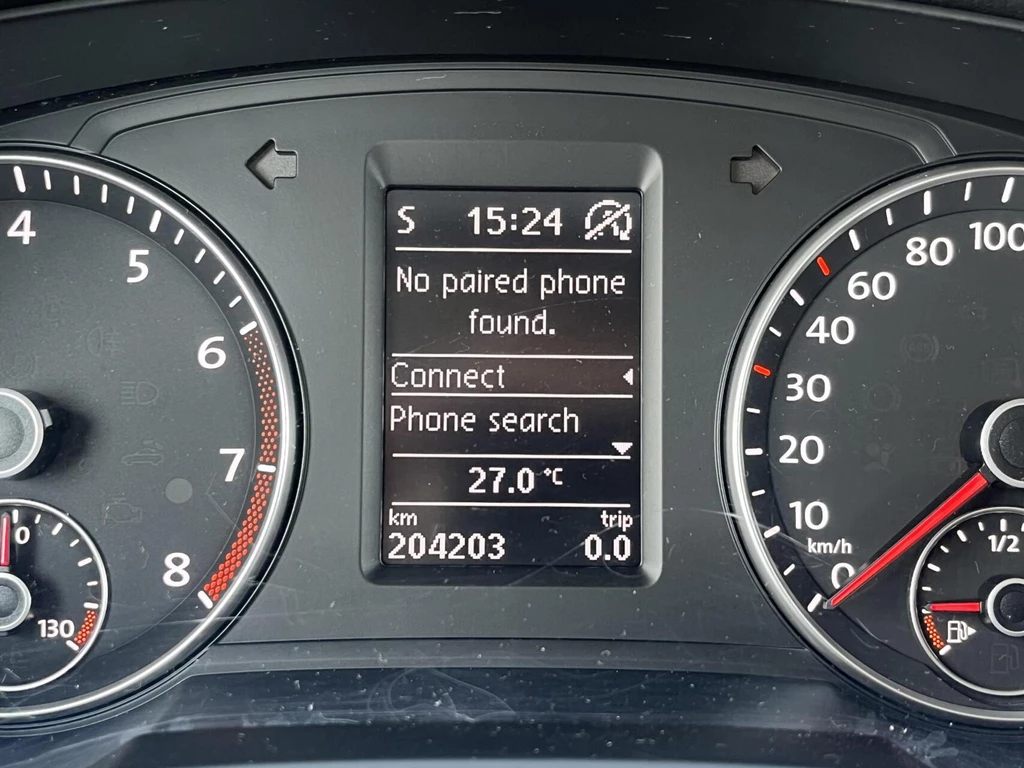 4
5
6
7
8
0
130
S 15:24
No paired phone
found.
Connect
Phone search
27.0 °C
km trip
204203 0.0
100
80
60
40
30
20
10
km/h
0
1/2